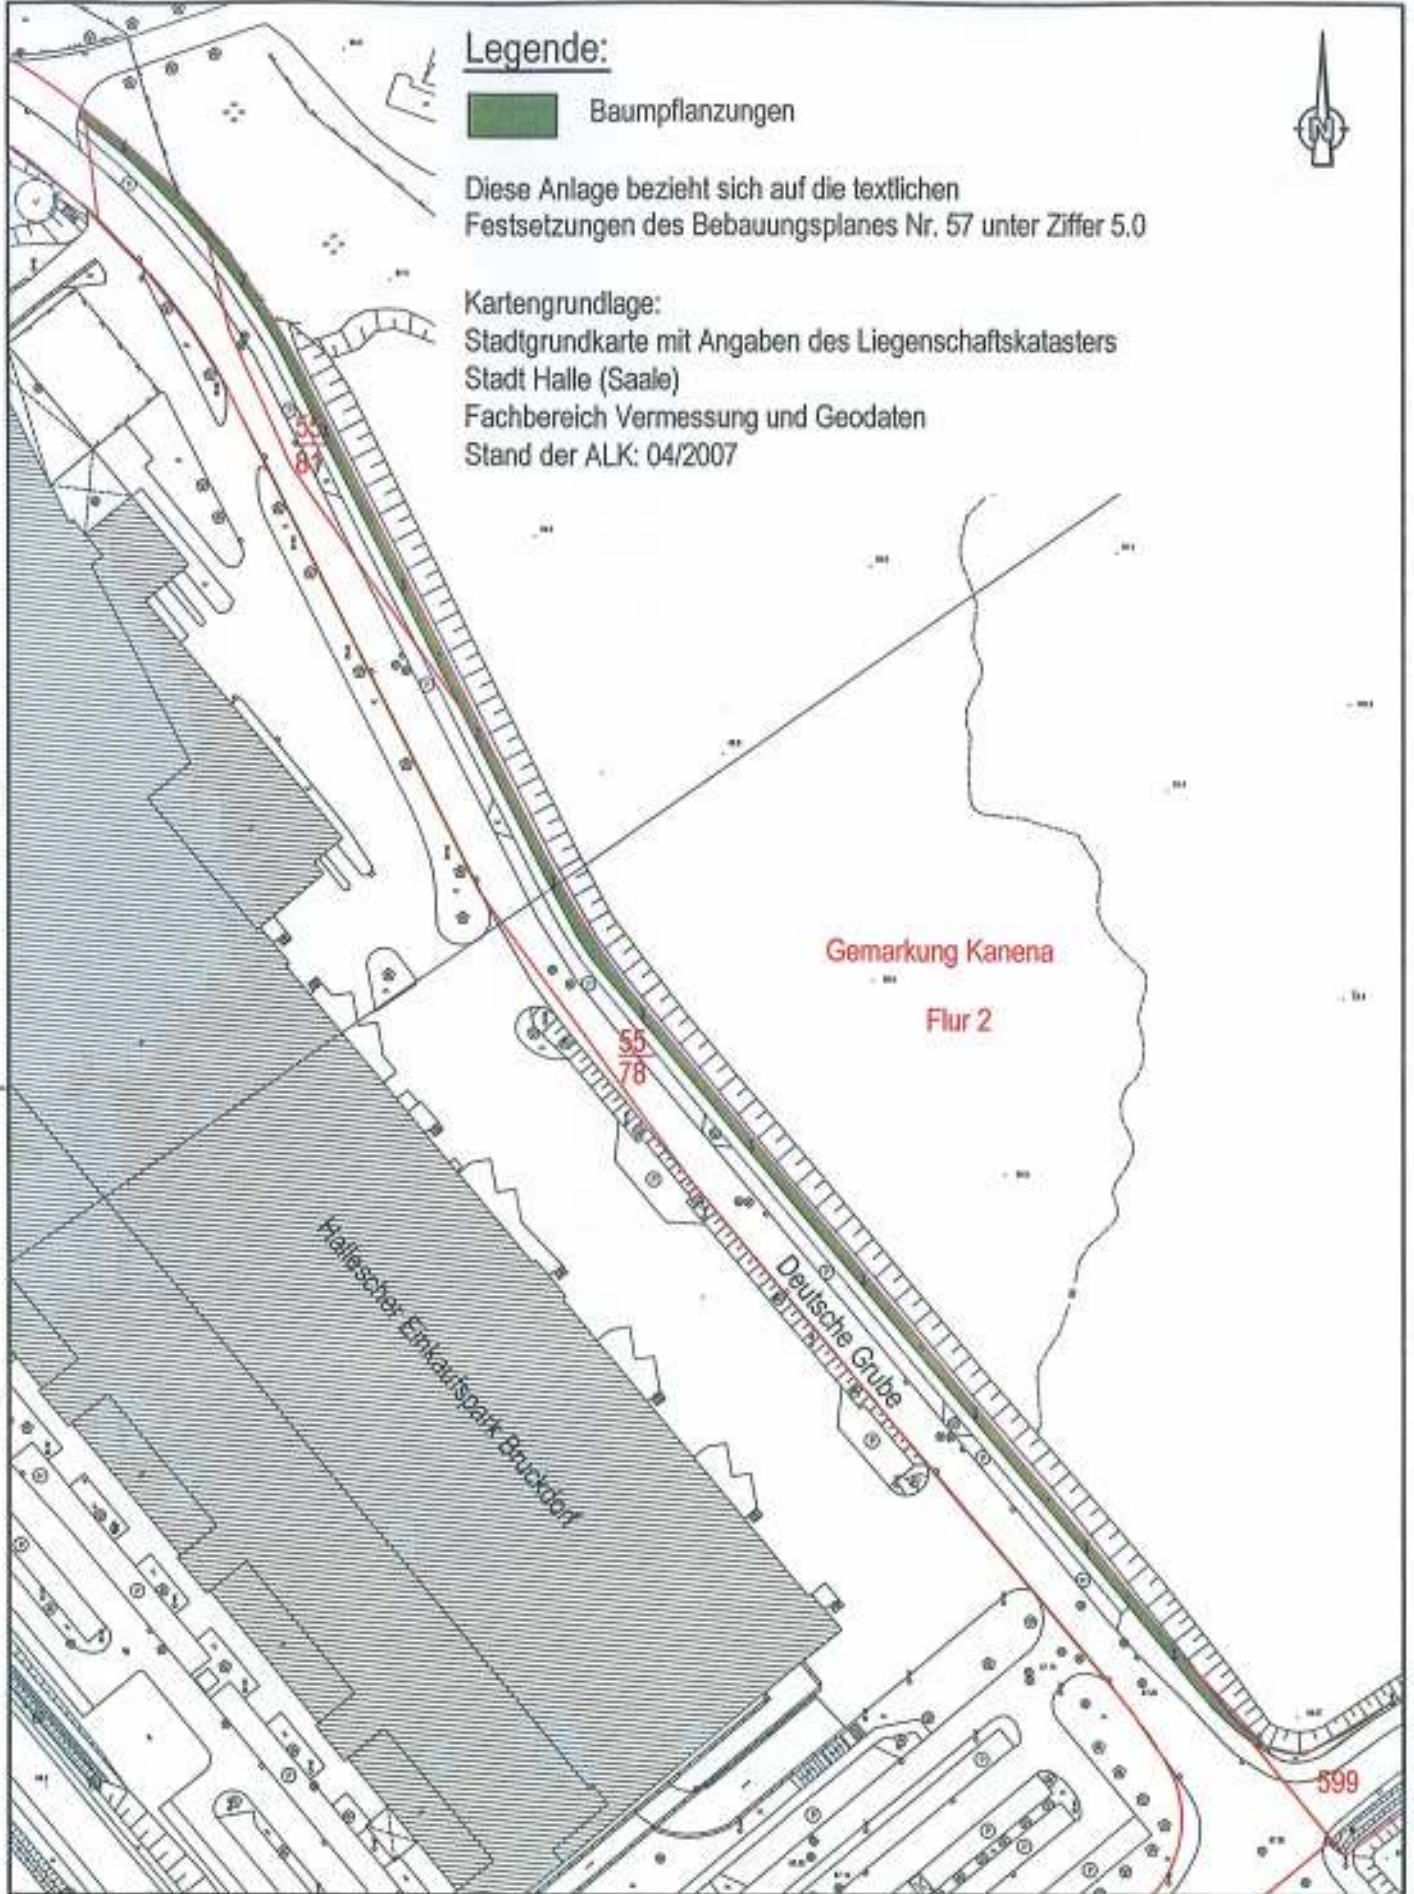 Legende:
Baumpflanzungen
N
Diese Anlage bezieht sich auf die textlichen
Festsetzungen des Bebauungsplanes Nr. 57 unter Ziffer 5.0
Kartengrundlage:
Stadtgrundkarte mit Angaben des Liegenschaftskatasters
Stadt Halle (Saale)
Fachbereich Vermessung und Geodaten
Stand der ALK: 04/2007
55
81
Gemarkung Kanena
Flur 2
55
78
Deutsche Grube
Hallescher Einkaufspark Bruckdorf
599